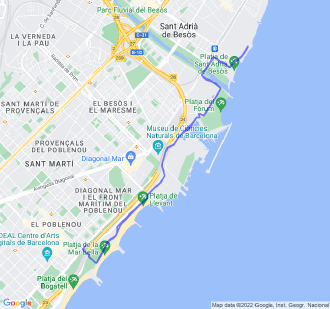 Parc Fluvial del Besòs
Sant Adrià
de Besòs
B-21
B-10
LA VERNEDA
I LA PAU
Platja de
Sant Adrià
de Besòs
SANT MARTÍ DE
PROVENÇALS
EL BESÒS I
EL MARESME
Platja del
Fòrum
Museu de Ciències
Naturals de Barcelona
PROVENÇALS
DEL POBLENOU
Diagonal Mar
SANT MARTÍ
Avinguda Diagonal
DIAGONAL MAR
I EL FRONT
MARÍTIM DEL
POBLENOU
Platja de
Llevant
EL POBLENOU
DEAL Centre d'Arts
gitals de Barcelona
Platja de la
Mar Bella
Platja del
Bogatell
Google
Map data ©2022 Google, Inst. Geogr. Nacional